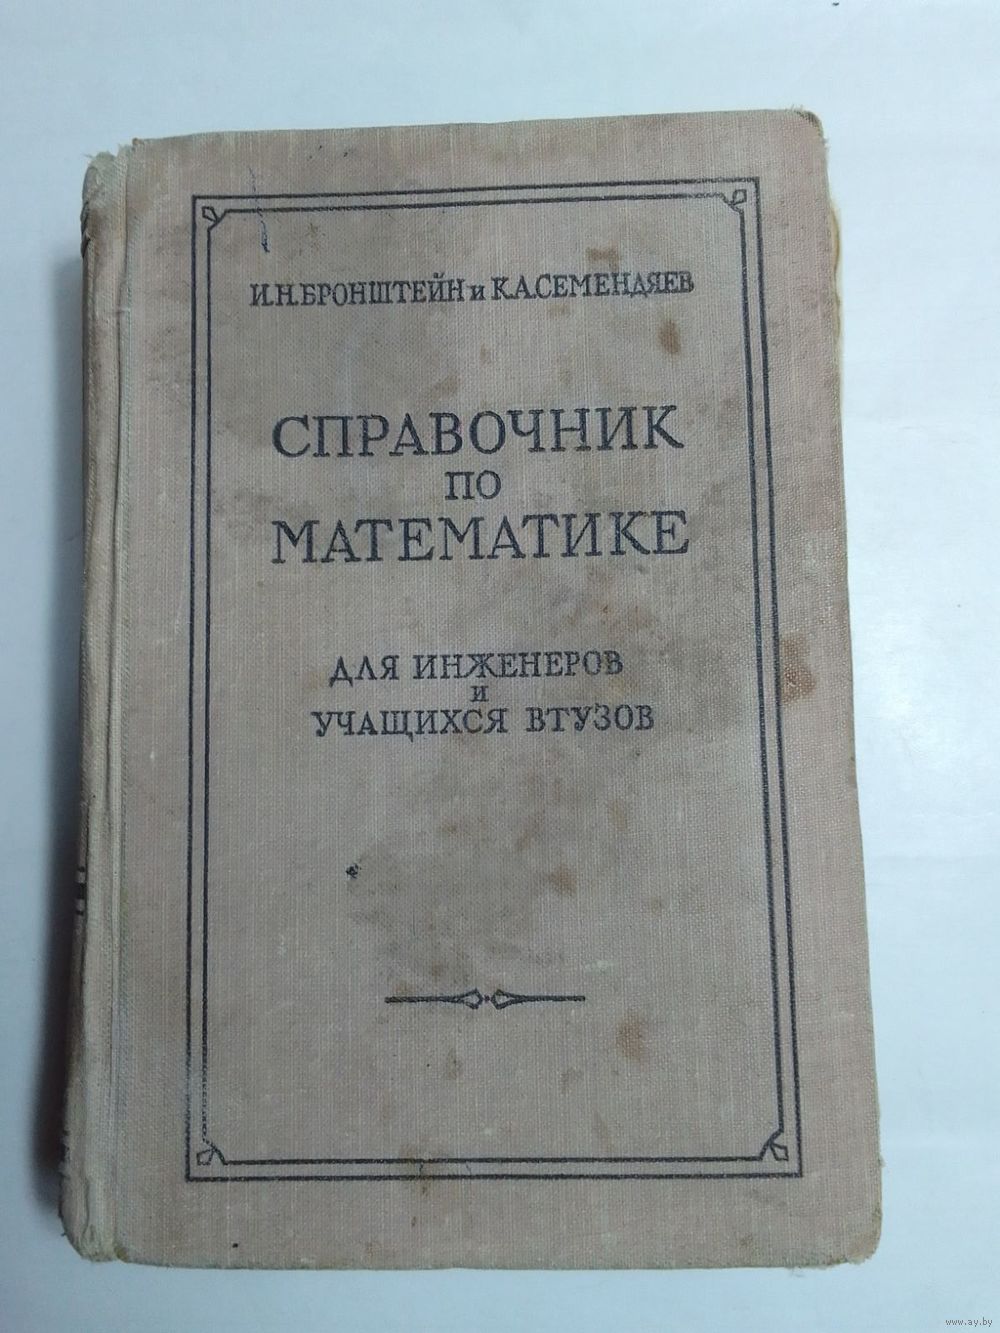 И.Н.БРОНШТЕЙН и К.А.СЕМЕНДЯЕВ
СПРАВОЧНИК
ПО
МАТЕМАТИКЕ
ДЛЯ ИНЖЕНЕРОВ
И
УЧАЩИХСЯ ВТУЗОВ
www.ay.by